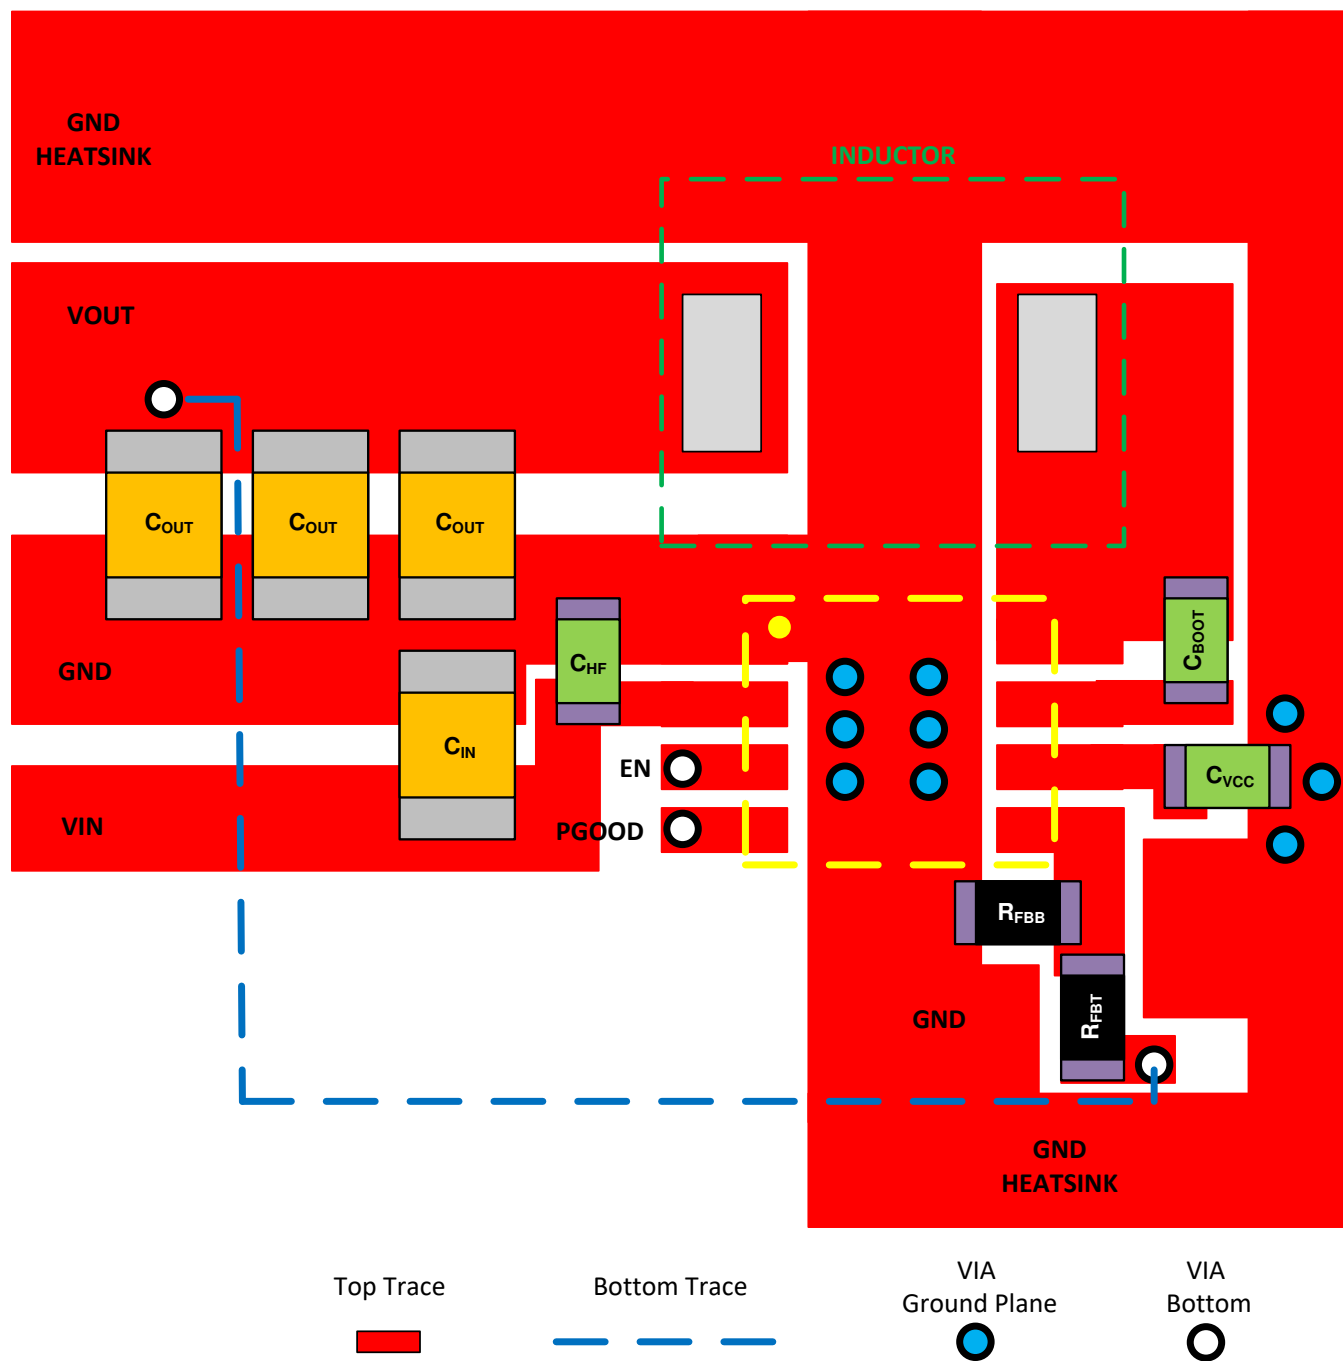 GND
HEATSINK
INDUCTOR
VOUT
COUT
COUT
COUT
GND
CHF
CBOOT
CIN
EN
CVCC
VIN
PGOOD
RFBB
GND
RFBT
GND
HEATSINK
Top Trace
Bottom Trace
VIA
Ground Plane
VIA
Bottom